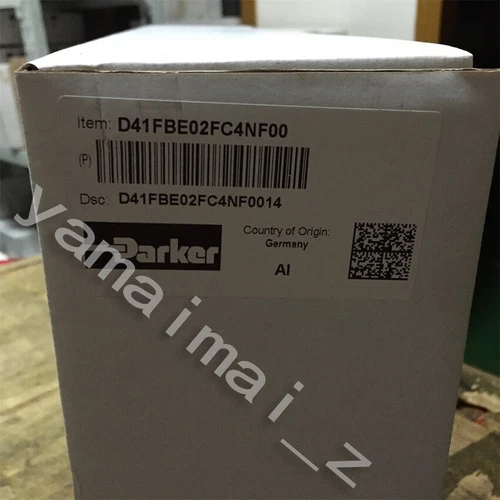 Item: D41FBE02FC4NF00
(P)
Dsc: D41FBE02FC4NF0014
Parker
Country of Origin:
Germany
AI
yamaimai_z